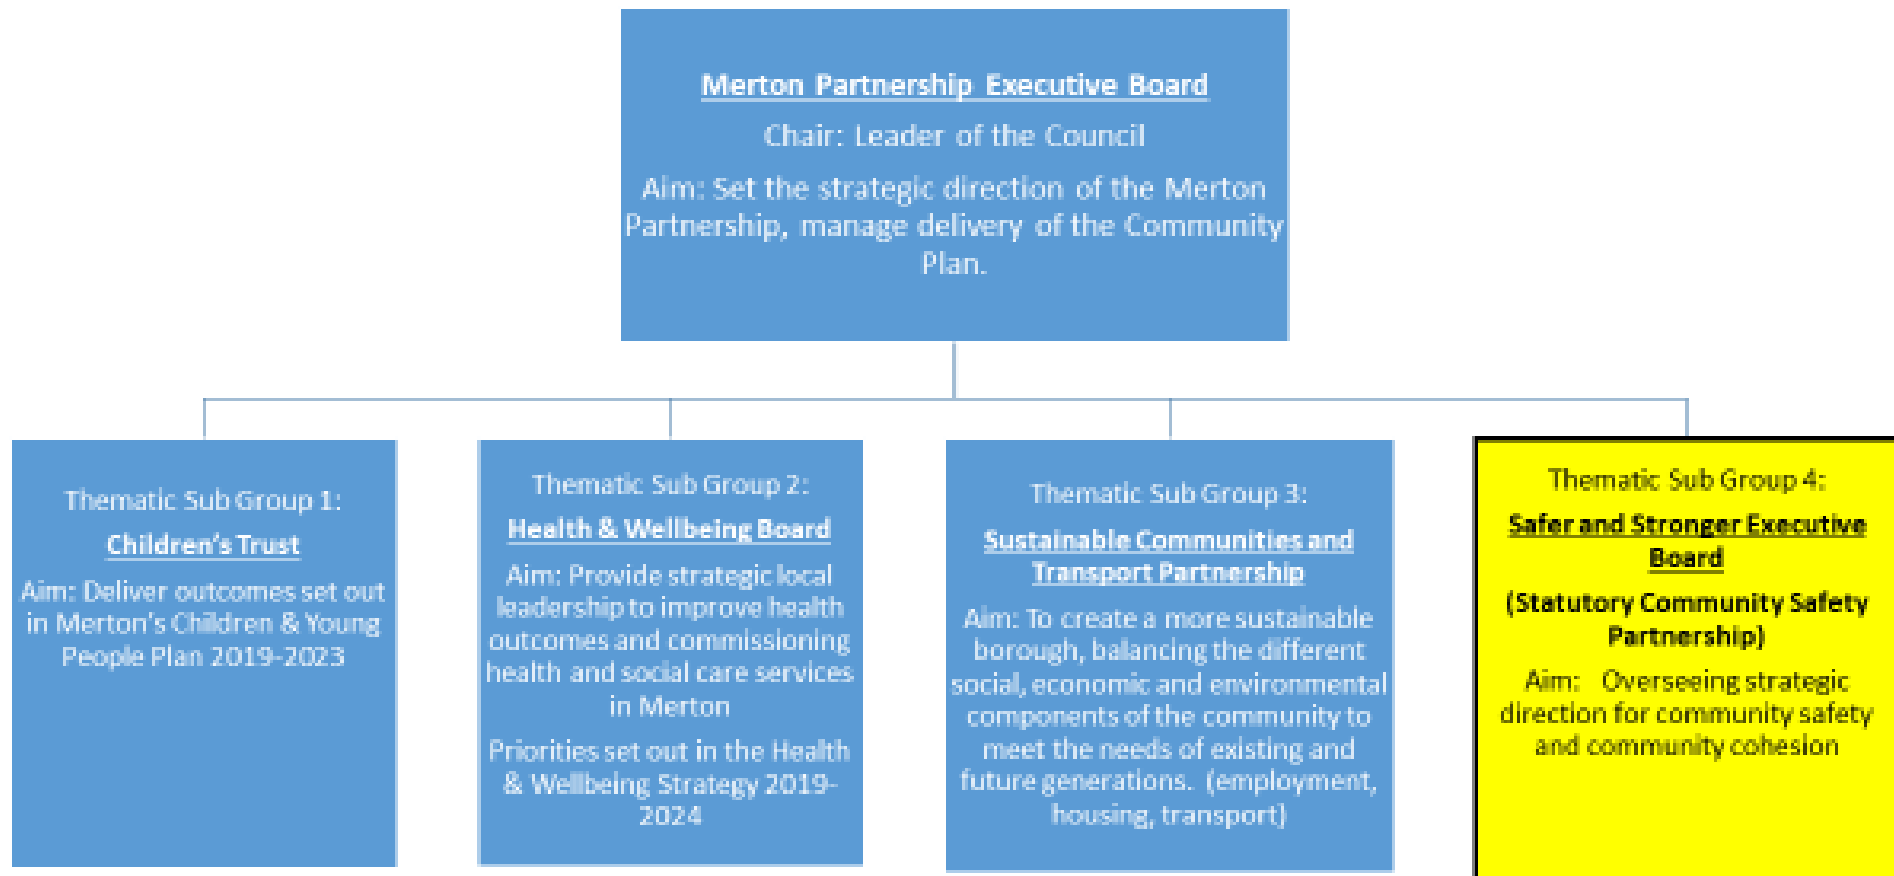 Merton Partnership Executive Board
Chair: Leader of the Council
Aim: Set the strategic direction of the Merton
Partnership, manage delivery of the Community
Plan.
Thematic Sub Group 1:
Children's Trust
Aim: Deliver outcomes set out
in Merton's Children & Young
People Plan 2019-2023
Thematic Sub Group 2:
Health & Wellbeing Board
Aim: Provide strategic local
leadership to improve health
outcomes and commissioning
health and social care services
in Merton
Priorities set out in the Health
& Wellbeing Strategy 2019-
2024
Thematic Sub Group 3:
Sustainable Communities and
Transport Partnership
Aim: To create a more sustainable
borough, balancing the different
social, economic and environmental
components of the community to
meet the needs of existing and
future generations. (employment,
housing, transport)
Thematic Sub Group 4:
Safer and Stronger Executive
Board
(Statutory Community Safety
Partnership)
Aim: Overseeing strategic
direction for community safety
and community cohesion